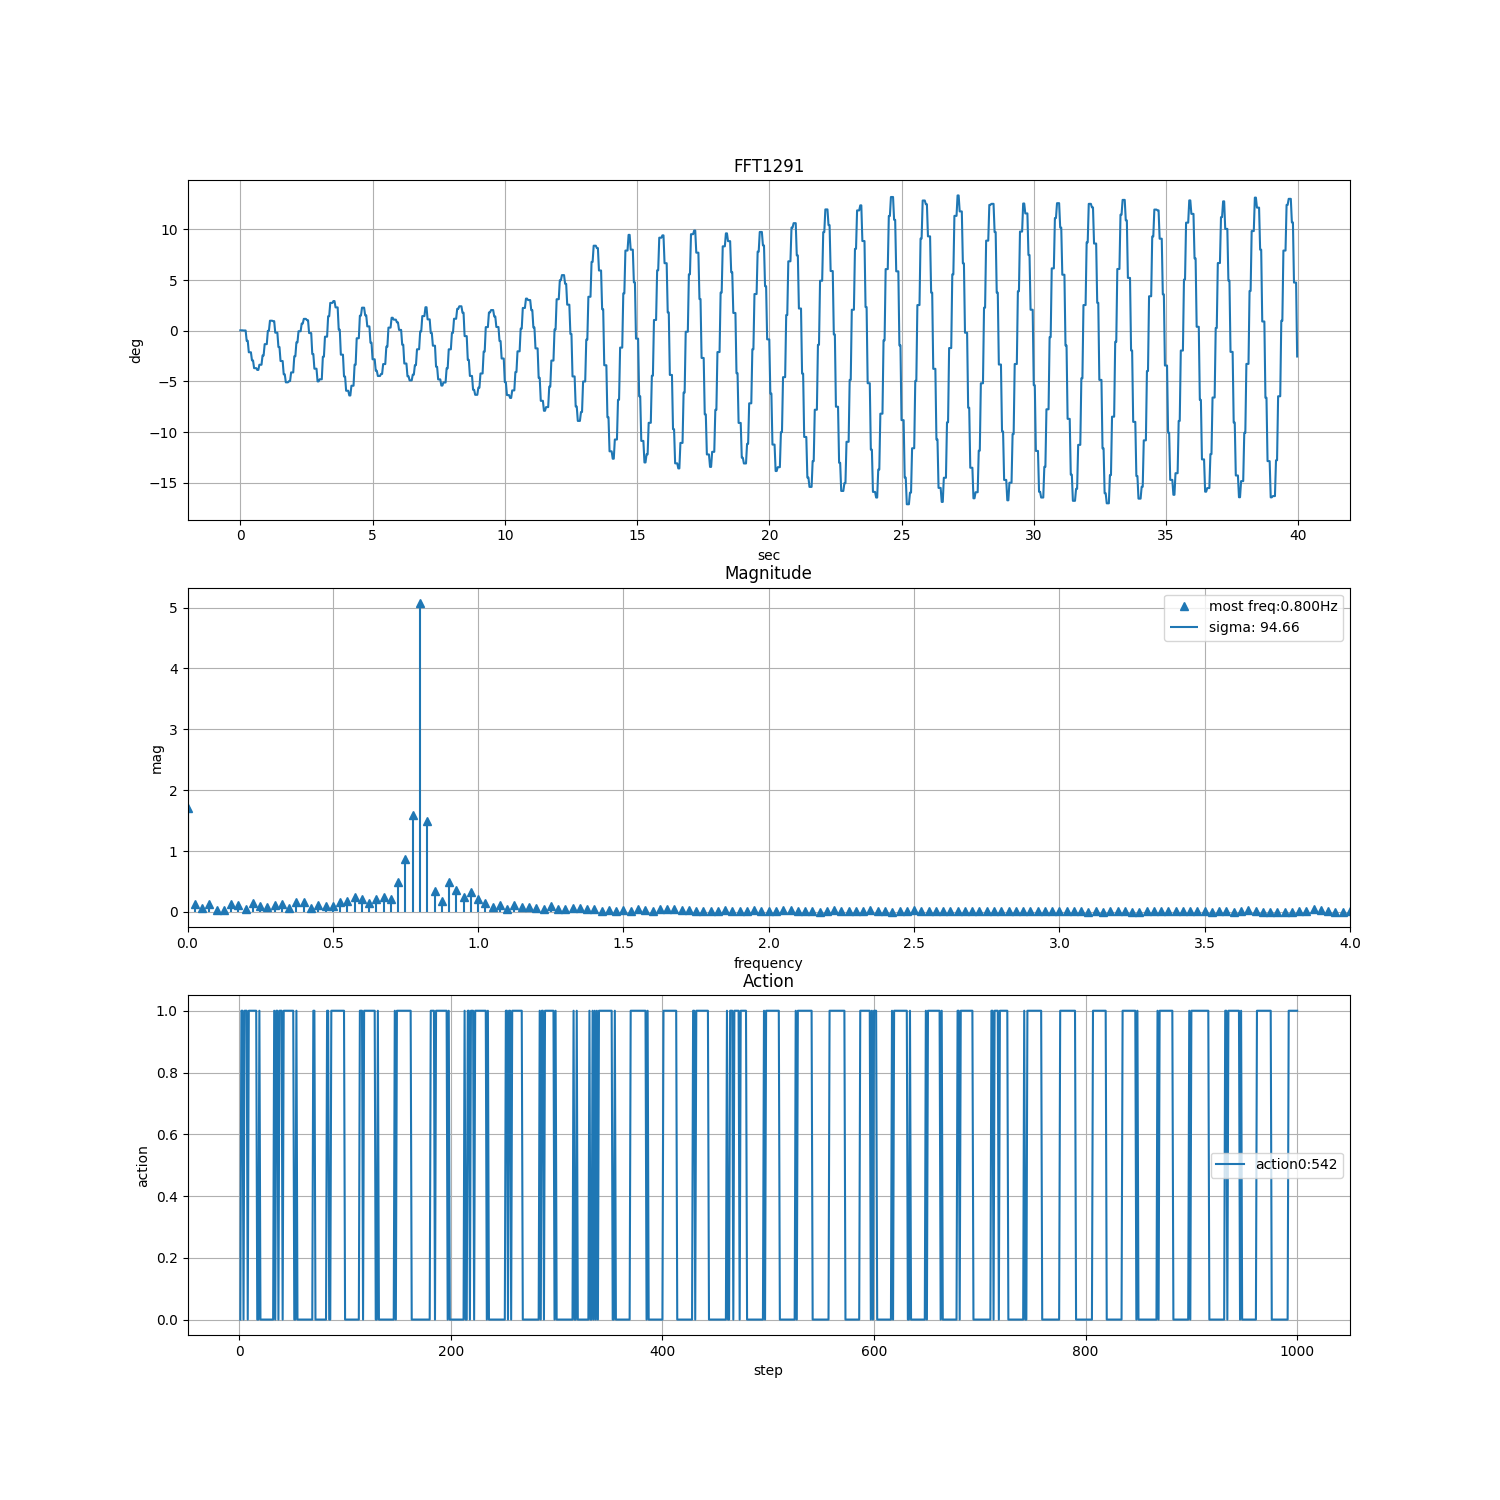 FFT1291
10
5
0
−5
−10
−15
deg
0 5 10 15 20 25 30 35 40
sec
Magnitude
most freq:0.800Hz
sigma: 94.66
5
4
3
2
1
0
mag
0.0 0.5 1.0 1.5 2.0 2.5 3.0 3.5 4.0
frequency
Action
1.0
0.8
0.6
0.4
0.2
0.0
action
action0:542
0 200 400 600 800 1000
step